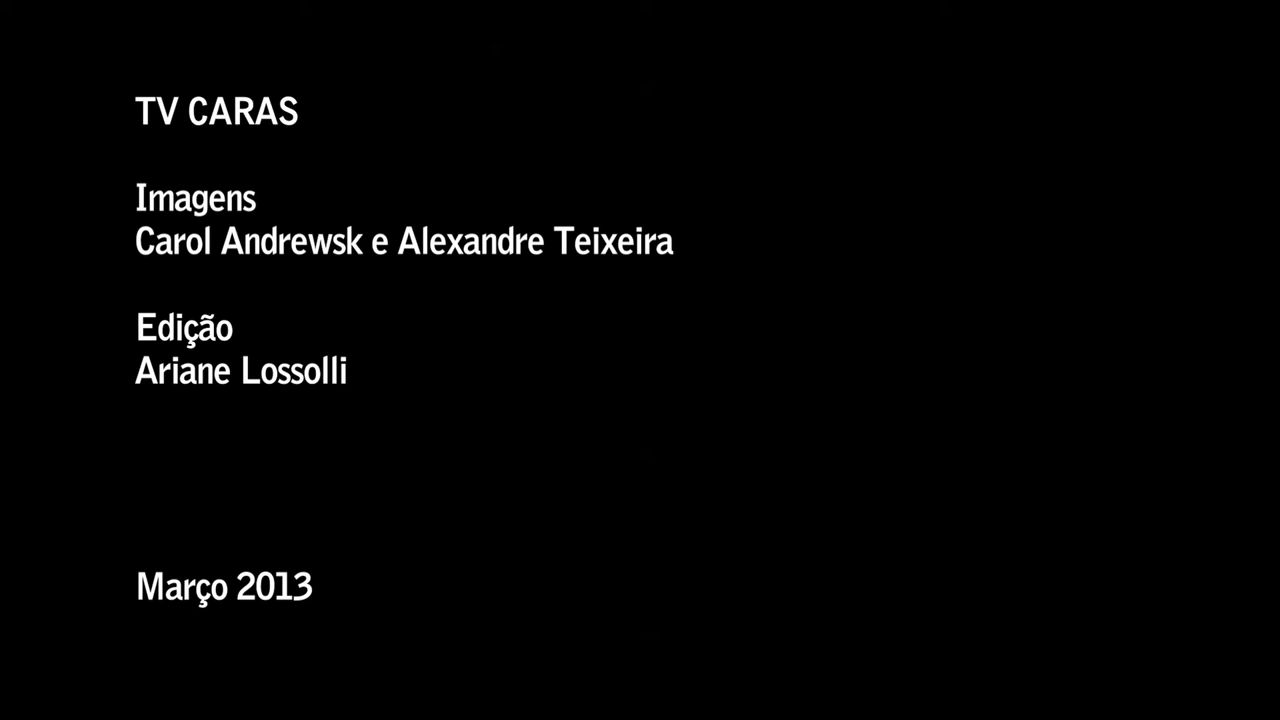 TV CARAS
Imagens
Carol Andrewsk e Alexandre Teixeira
Edição
Ariane Lossolli
Março 2013